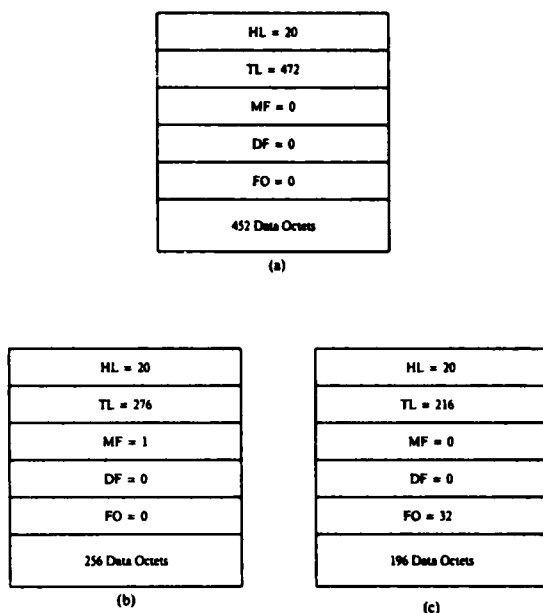 HL = 20
TL = 472
MF = 0
DF = 0
FO = 0
452 Data Octets
(a)
HL = 20
TL = 276
MF = 1
DF = 0
FO = 0
256 Data Octets
(b)
HL = 20
TL = 216
MF = 0
DF = 0
FO = 32
196 Data Octets
(c)